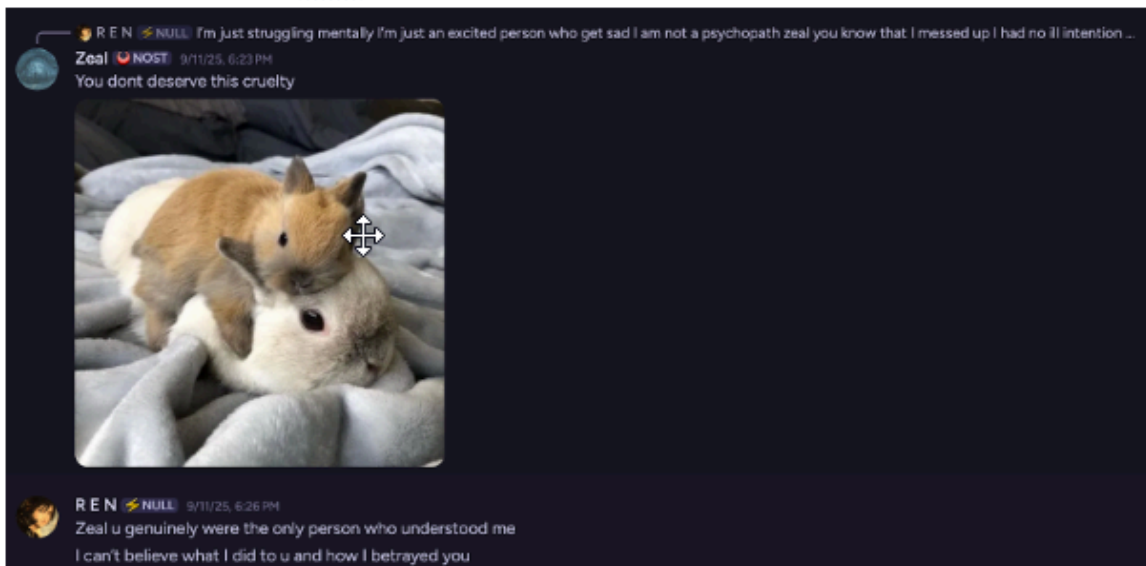 R E N NULL I'm just struggling mentally I'm just an excited person who get sad I am not a psychopath zeal you know that I messed up I had no ill intention ...
Zeal NOST 9/11/25, 6:23 PM
You dont deserve this cruelty
R E N NULL 9/11/25, 6:26 PM
Zeal u genuinely were the only person who understood me
I can't believe what I did to u and how I betrayed you